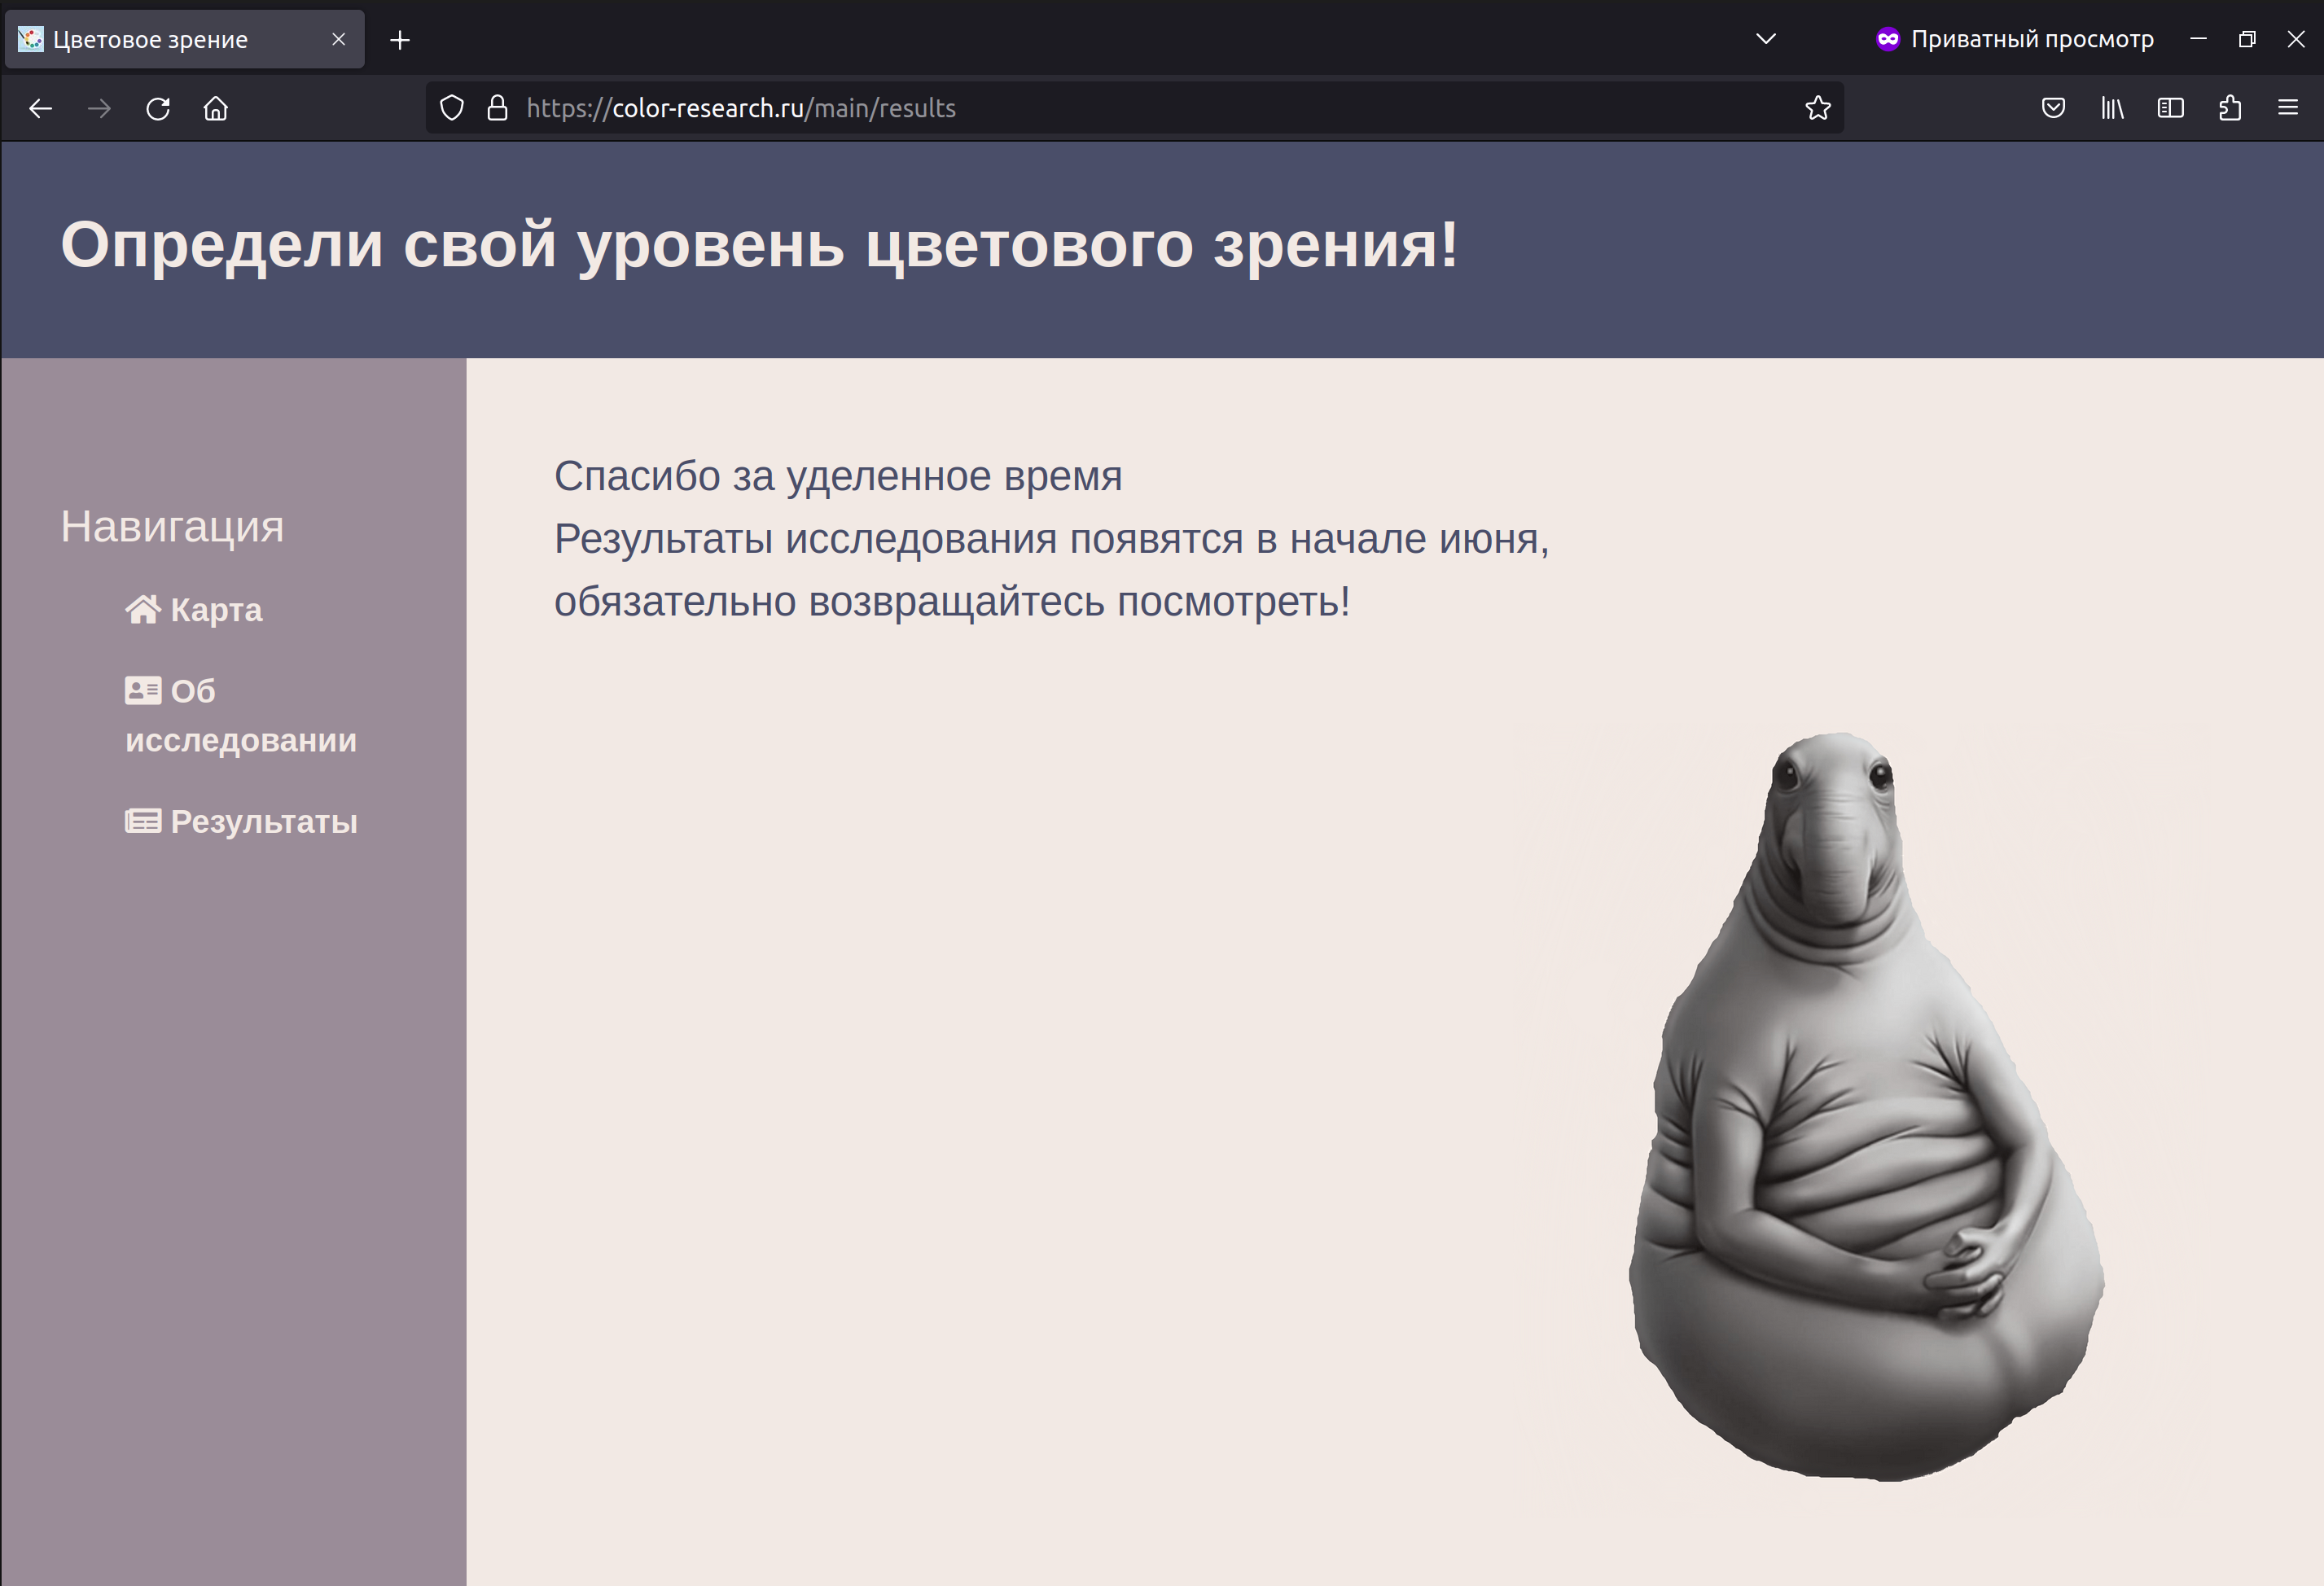 Цветовое зрение
Приватный просмотр
https://color-research.ru/main/results
Определи свой уровень цветового зрения!
Навигация
Карта
Об
исследовании
Результаты
Спасибо за уделенное время
Результаты исследования появятся в начале июня,
обязательно возвращайтесь посмотреть!